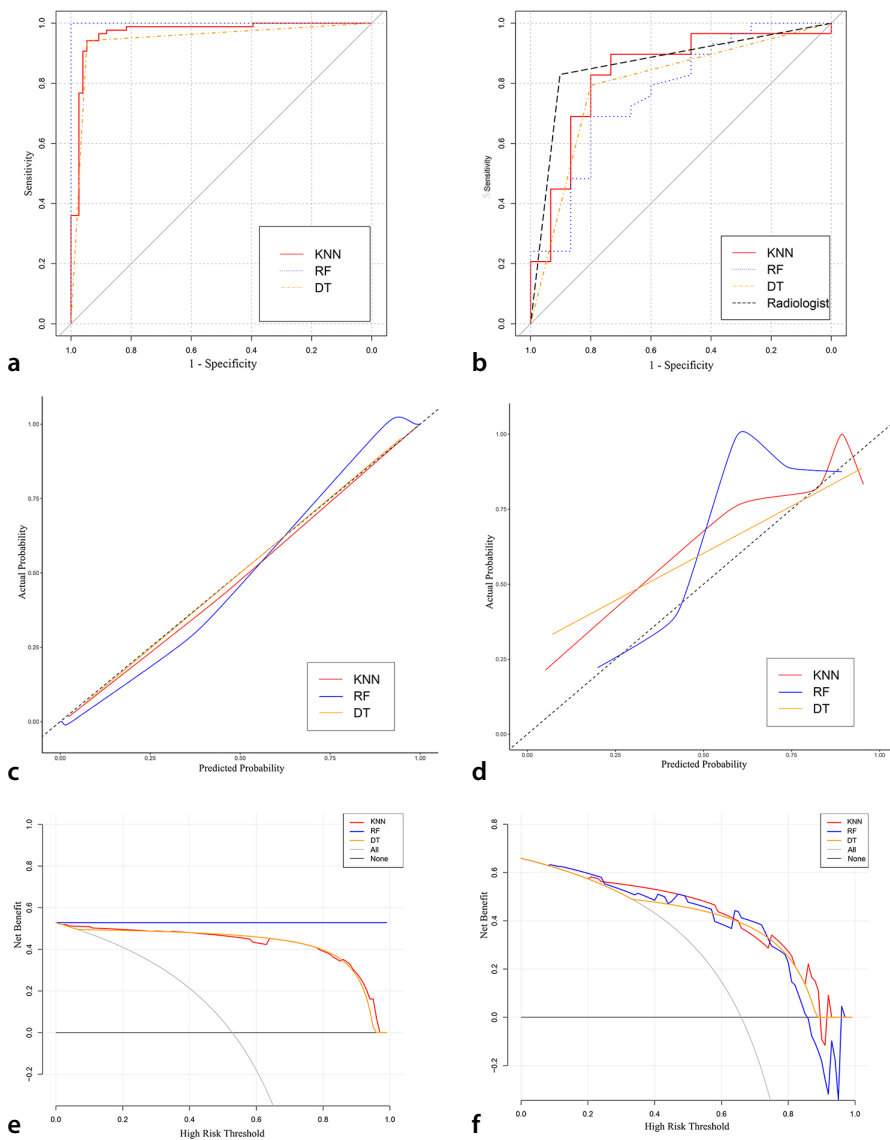 1.0
0.8
0.6
0.4
0.2
0.0
Sensitivity
KNN
RF
DT
1.0 0.8 0.6 0.4 0.2 0.0
1 - Specificity
a
1.0
0.8
0.6
0.4
0.2
0.0
S Sensitivity
KNN
RF
DT
Radiologist
1.0 0.8 0.6 0.4 0.2 0.0
1 - Specificity
b
1.00
0.75
0.50
0.25
0.00
Actual Probability
KNN
RF
DT
0.00 0.25 0.50 0.75 1.00
Predicted Probability
c
1.00
0.75
0.50
0.25
0.00
Actual Probability
KNN
RF
DT
0.00 0.25 0.50 0.75 1.00
Predicted Probability
d
1.0
0.8
0.6
0.4
0.2
0.0
−0.2
Net Benefit
KNN
RF
DT
All
None
0.0 0.2 0.4 0.6 0.8 1.0
High Risk Threshold
e
0.8
0.6
0.4
0.2
0.0
−0.2
Net Benefit
KNN
RF
DT
All
None
0.0 0.2 0.4 0.6 0.8 1.0
High Risk Threshold
f